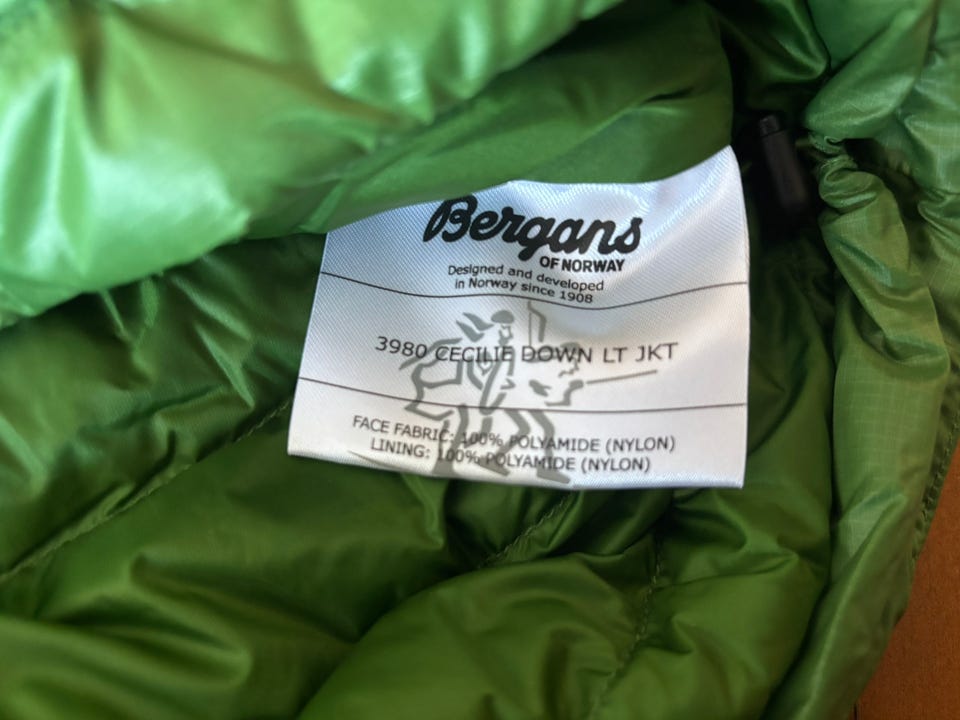 Bergans
OF NORWAY
Designed and developed
in Norway since 1908
3980 CECILIE DOWN LT JKT
FACE FABRIC: 100% POLYAMIDE (NYLON)
LINING: 100% POLYAMIDE (NYLON)